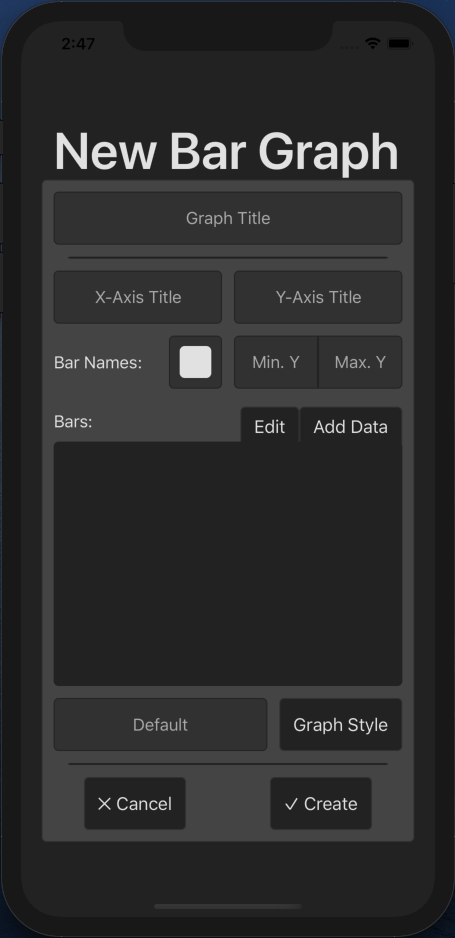 2:47
New Bar Graph
Graph Title
X-Axis Title Y-Axis Title
Bar Names: Min. Y Max. Y
Bars: Edit Add Data
Default Graph Style
Cancel Create